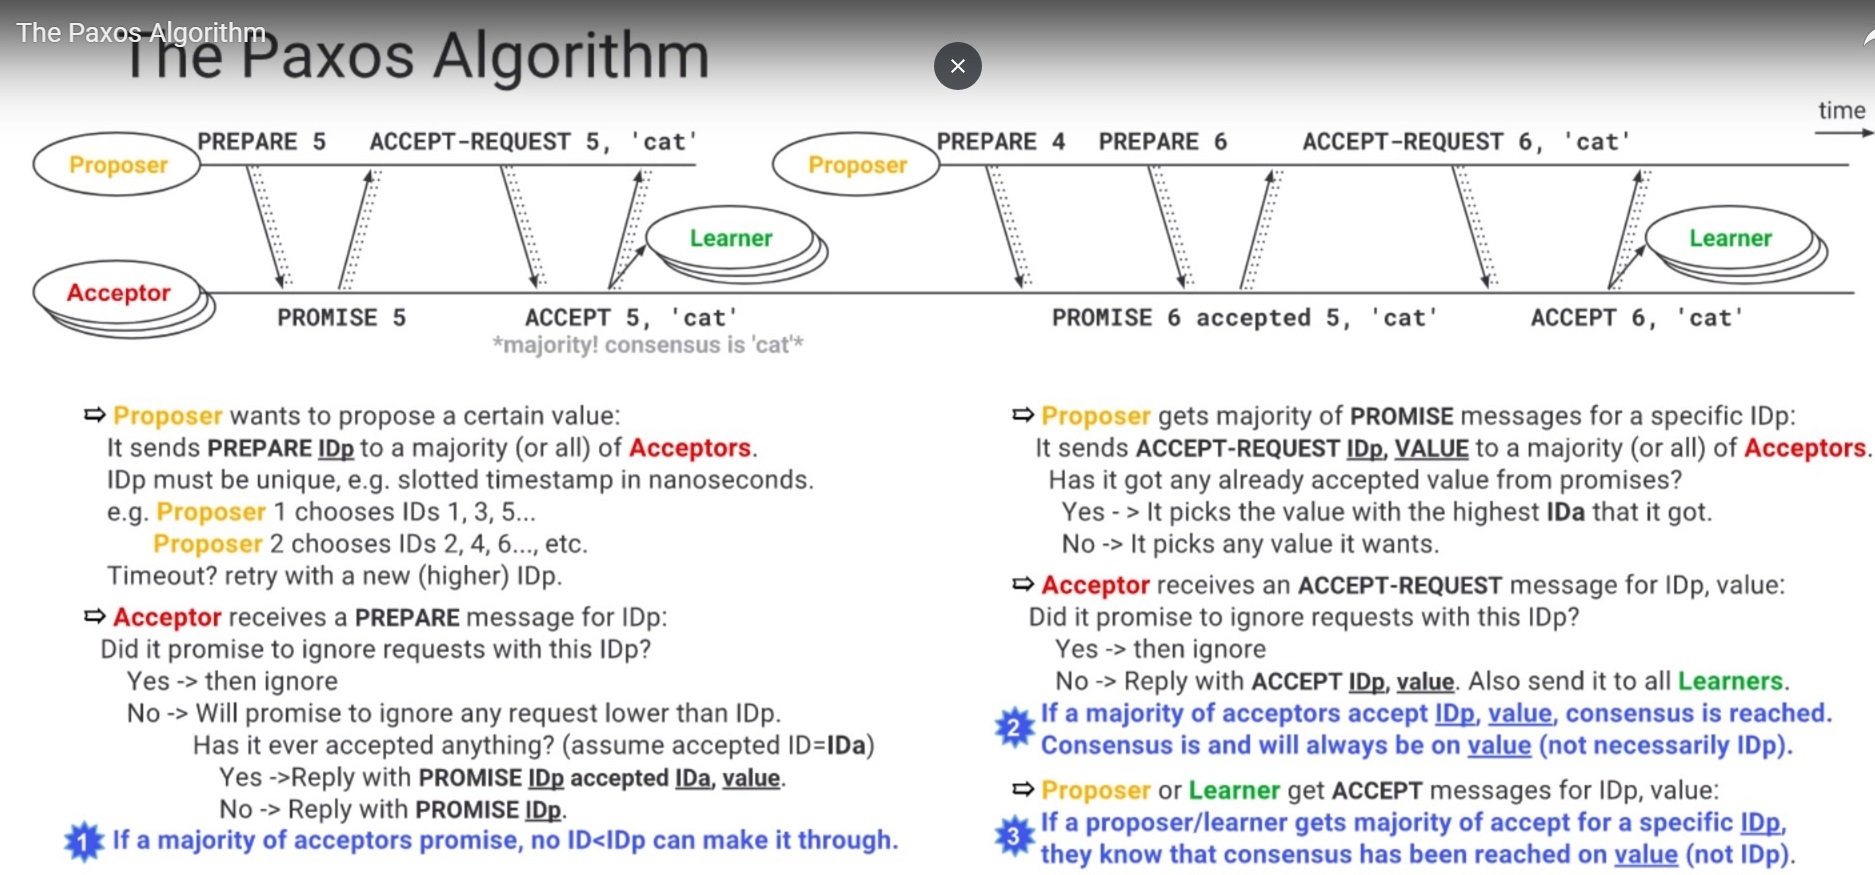 The Paxos Algorithm
The Paxos Algorithm
time
PREPARE 5 ACCEPT-REQUEST 5, 'cat' PREPARE 4 PREPARE 6 ACCEPT-REQUEST 6, 'cat'
Proposer Proposer
Learner Learner
Acceptor
PROMISE 5 ACCEPT 5, 'cat' PROMISE 6 accepted 5, 'cat' ACCEPT 6, 'cat'
*majority! consensus is 'cat'*
⇨ Proposer wants to propose a certain value:
It sends PREPARE IDp to a majority (or all) of Acceptors.
IDp must be unique, e.g. slotted timestamp in nanoseconds.
e.g. Proposer 1 chooses IDs 1, 3, 5...
Proposer 2 chooses IDs 2, 4, 6..., etc.
Timeout? retry with a new (higher) IDp.
⇨ Acceptor receives a PREPARE message for IDp:
Did it promise to ignore requests with this IDp?
Yes -> then ignore
No -> Will promise to ignore any request lower than IDp.
Has it ever accepted anything? (assume accepted ID=IDa)
Yes ->Reply with PROMISE IDp accepted IDa, value.
No -> Reply with PROMISE IDp.
1 If a majority of acceptors promise, no ID<IDp can make it through.
⇨ Proposer gets majority of PROMISE messages for a specific IDp:
It sends ACCEPT-REQUEST IDp, VALUE to a majority (or all) of Acceptors.
Has it got any already accepted value from promises?
Yes - > It picks the value with the highest IDa that it got.
No -> It picks any value it wants.
⇨ Acceptor receives an ACCEPT-REQUEST message for IDp, value:
Did it promise to ignore requests with this IDp?
Yes -> then ignore
No -> Reply with ACCEPT IDp, value. Also send it to all Learners.
2 If a majority of acceptors accept IDp, value, consensus is reached.
Consensus is and will always be on value (not necessarily IDp).
⇨ Proposer or Learner get ACCEPT messages for IDp, value:
3 If a proposer/learner gets majority of accept for a specific IDp,
they know that consensus has been reached on value (not IDp).